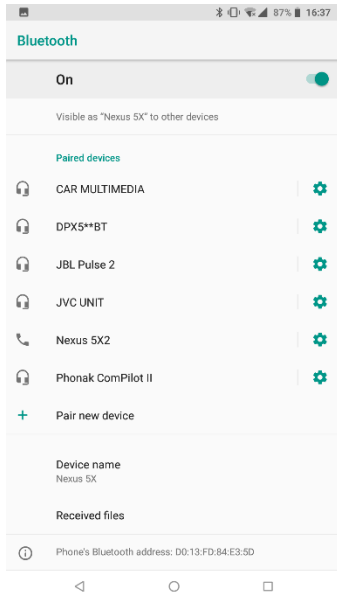 87% 16:37
Bluetooth
On
Visible as "Nexus 5X" to other devices
Paired devices
CAR MULTIMEDIA
DPX5**BT
JBL Pulse 2
JVC UNIT
Nexus 5X2
Phonak ComPilot II
Pair new device
Device name
Nexus 5X
Received files
Phone's Bluetooth address: D0:13:FD:84:E3:5D